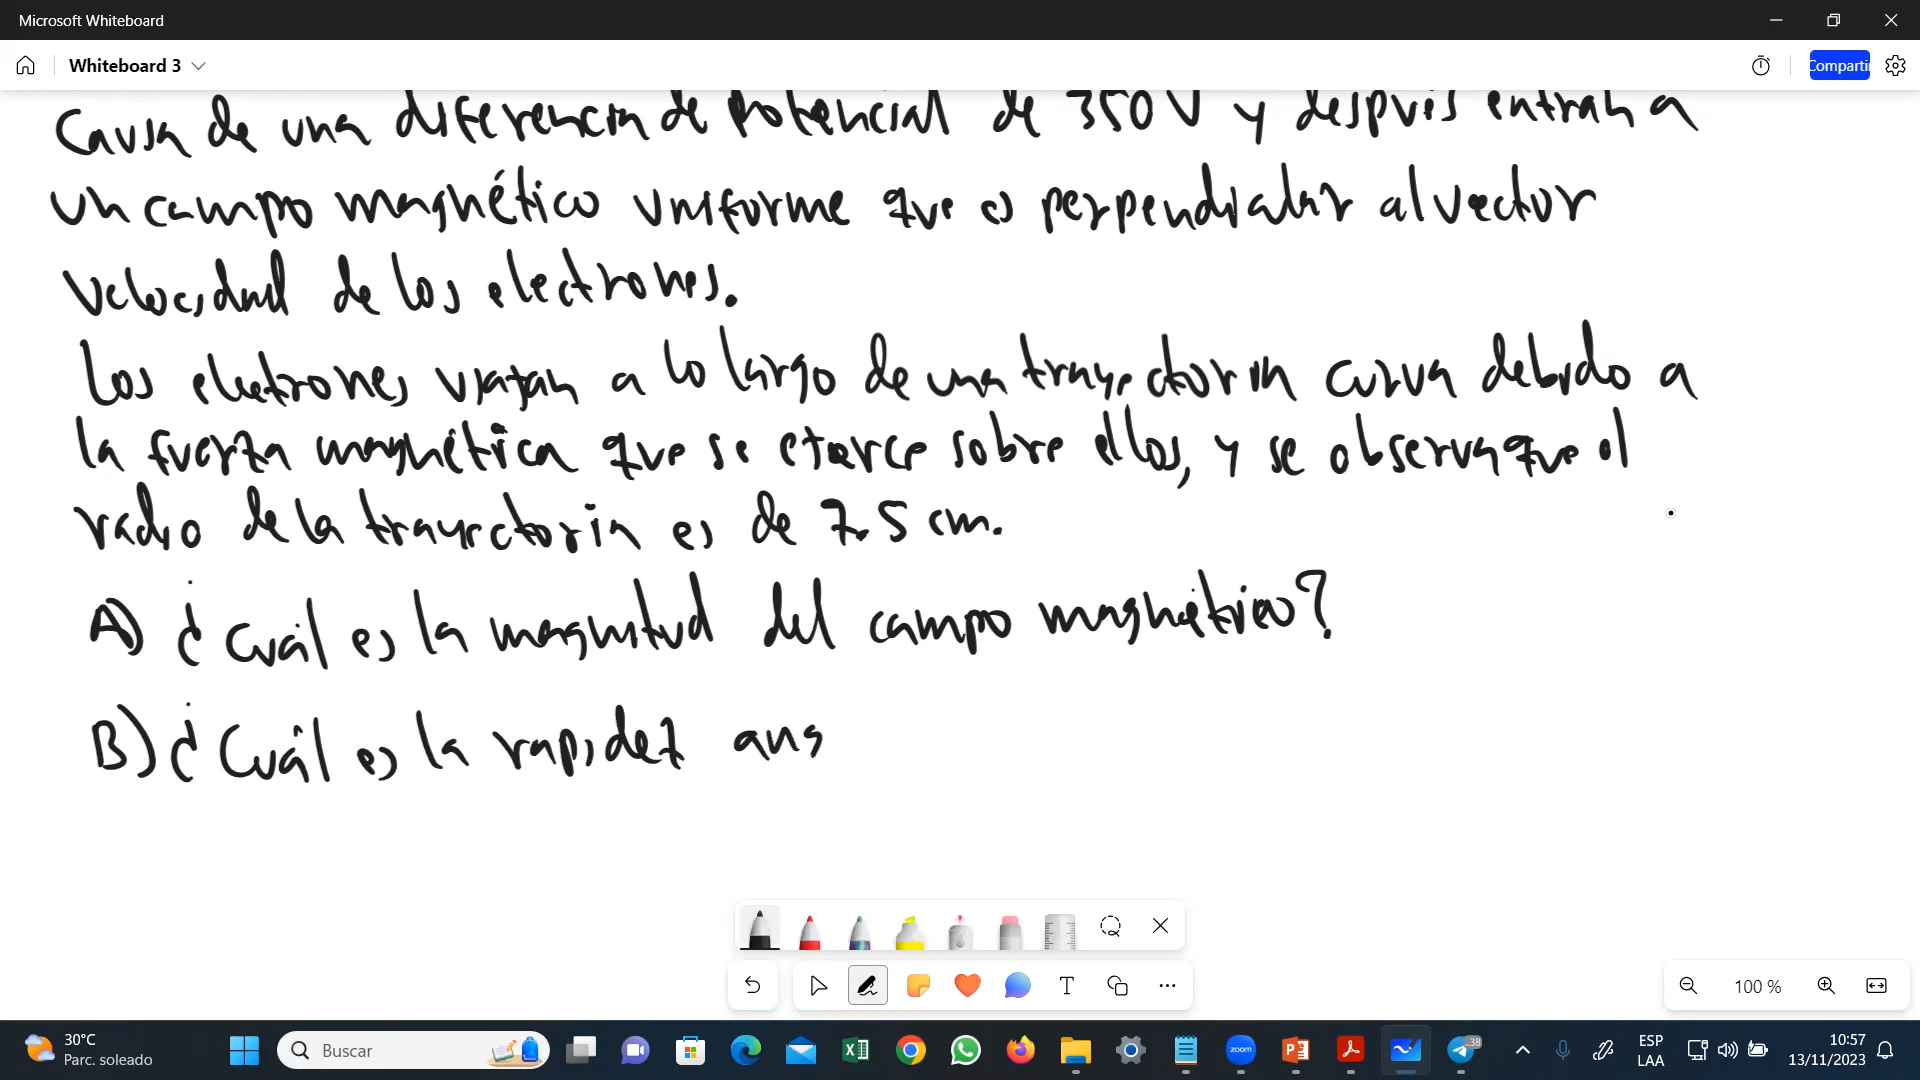 Microsoft Whiteboard
Whiteboard 3
Comparti
Causa de una diferencia de potencial de 350 V y después entran a
un campo magnético uniforme que es perpendicular al vector
velocidad de los electrones.
Los electrones viajan a lo largo de una trayectoria curva debido a
la fuerza magnética que se ejerce sobre ellos, y se observa que el
radio de la trayectoria es de 7.5 cm.
A) ¿Cuál es la magnitud del campo magnético?
B) ¿Cuál es la rapidez ang
T
100 %
30°C
Parc. soleado
Buscar
zoom
38
ESP
LAA
10:57
13/11/2023